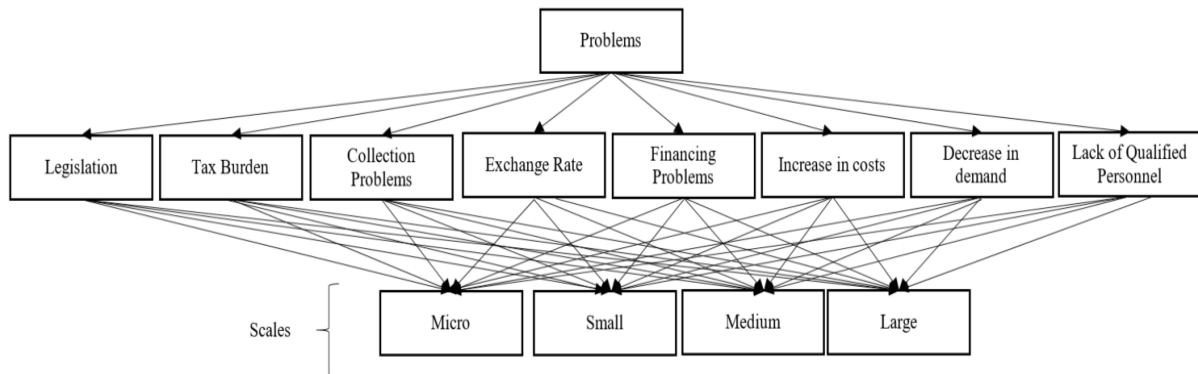 Problems
Legislation
Tax Burden
Collection
Problems
Exchange Rate
Financing
Problems
Increase in costs
Decrease in
demand
Lack of Qualified
Personnel
Scales
Micro
Small
Medium
Large